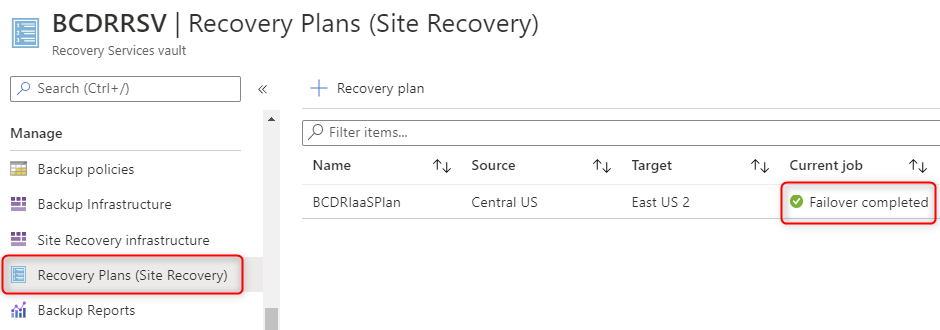 BCDRRSV | Recovery Plans (Site Recovery)
Recovery Services vault
Search (Ctrl+/)
«
Recovery plan
Manage
Filter items...
Backup policies
Name Source Target Current job
Backup Infrastructure
BCDRIaaSPlan Central US East US 2 Failover completed
Site Recovery infrastructure
Recovery Plans (Site Recovery)
Backup Reports